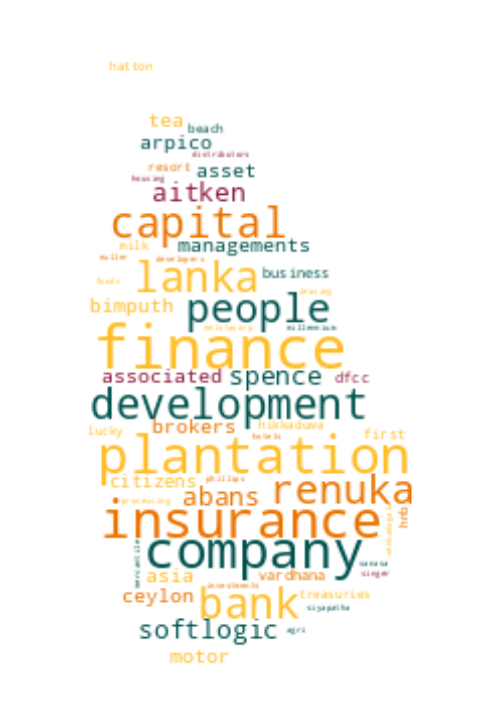 hatton
tea
beach
arpico
distributors
resort asset
housing
aitken
capital
milk managements
muller developers
lanka business
foods
leasing
bimputh people
millennium
finance
associated spence dfcc
development
lucky brokers hikkaduwa
hotels first
plantation
citizens phillips
renuka
processing abans
hnb
insurance
company
mercantile
sanasa
asia vardhana singer
investments
ceylon bank treasuries
siyapatha
softlogic agri
motor